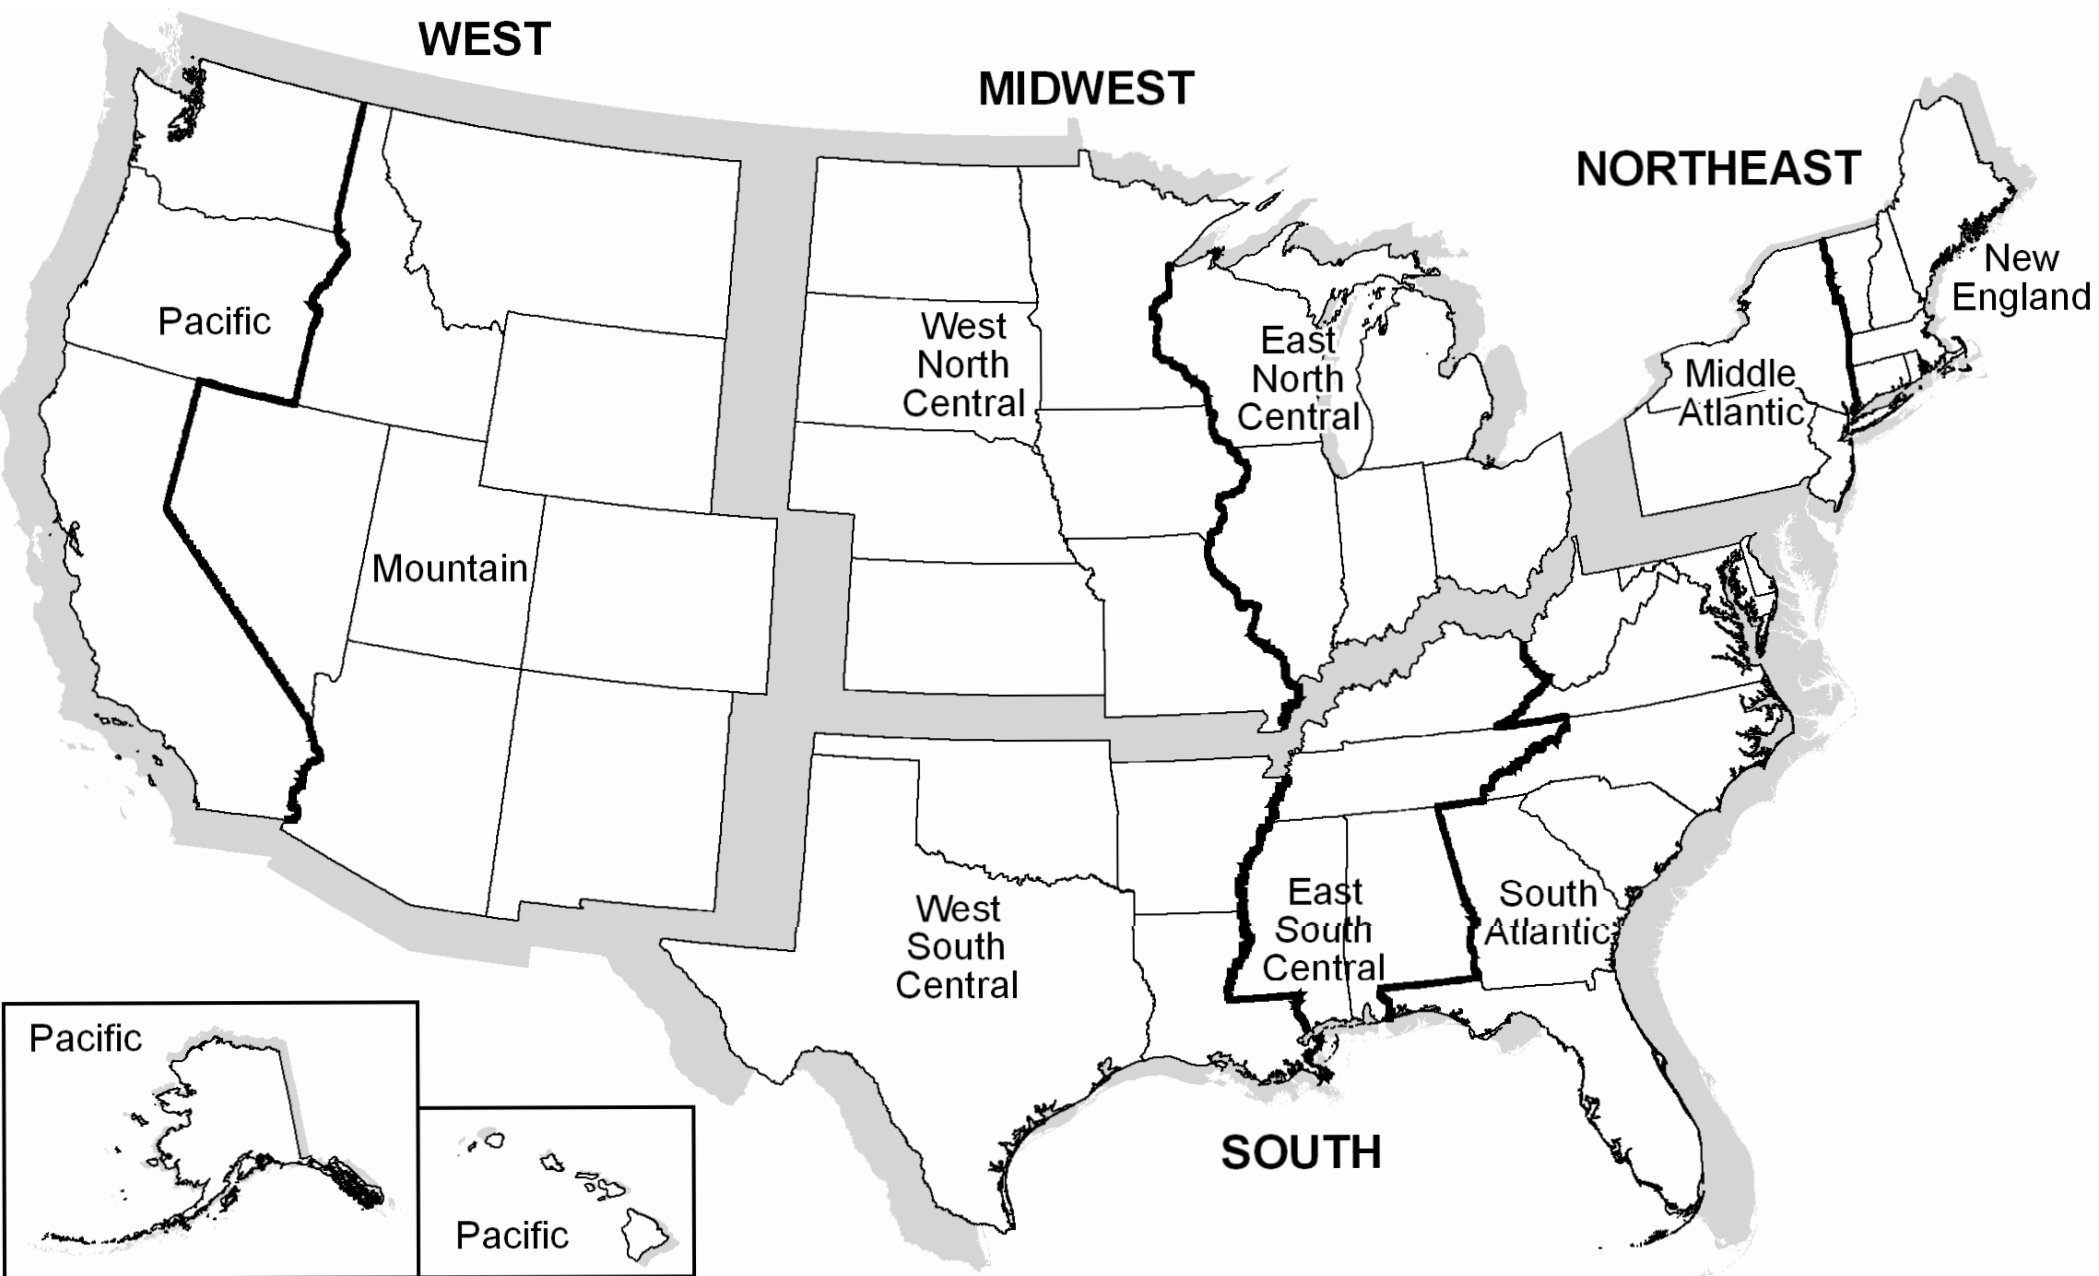 WEST
MIDWEST
NORTHEAST
New
England
Pacific
West
North
Central
East
North
Central
Middle
Atlantic
Mountain
West
South
Central
East
South
Central
South
Atlantic
Pacific
Pacific
SOUTH